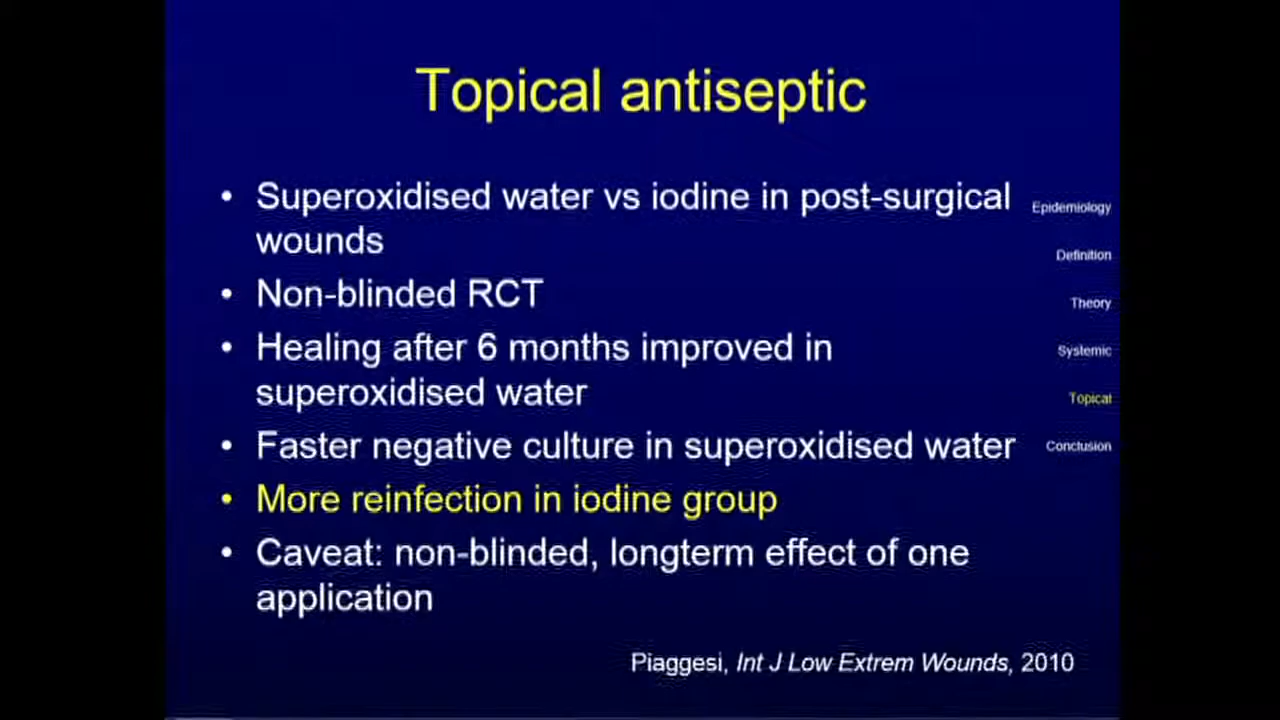 Topical antiseptic
• Superoxidised water vs iodine in post-surgical
wounds
• Non-blinded RCT
• Healing after 6 months improved in
superoxidised water
• Faster negative culture in superoxidised water
• More reinfection in iodine group
• Caveat: non-blinded, longterm effect of one
application
Piaggesi, Int J Low Extrem Wounds, 2010
Epidemiology
Definition
Theory
Systemic
Topical
Conclusion